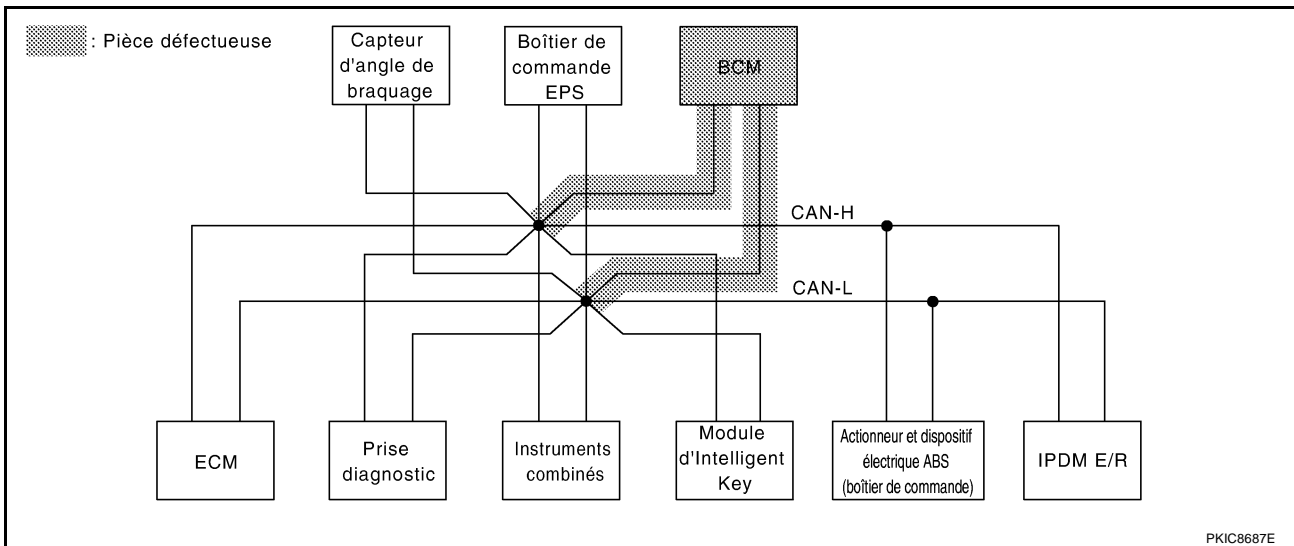 : Pièce défectueuse
Capteur
d'angle de
braquage
Boîtier de
commande
EPS
BCM
CAN-H
CAN-L
ECM
Prise
diagnostic
Instruments
combinés
Module
d'Intelligent
Key
Actionneur et dispositif
électrique ABS
(boîtier de commande)
IPDM E/R
PKIC8687E